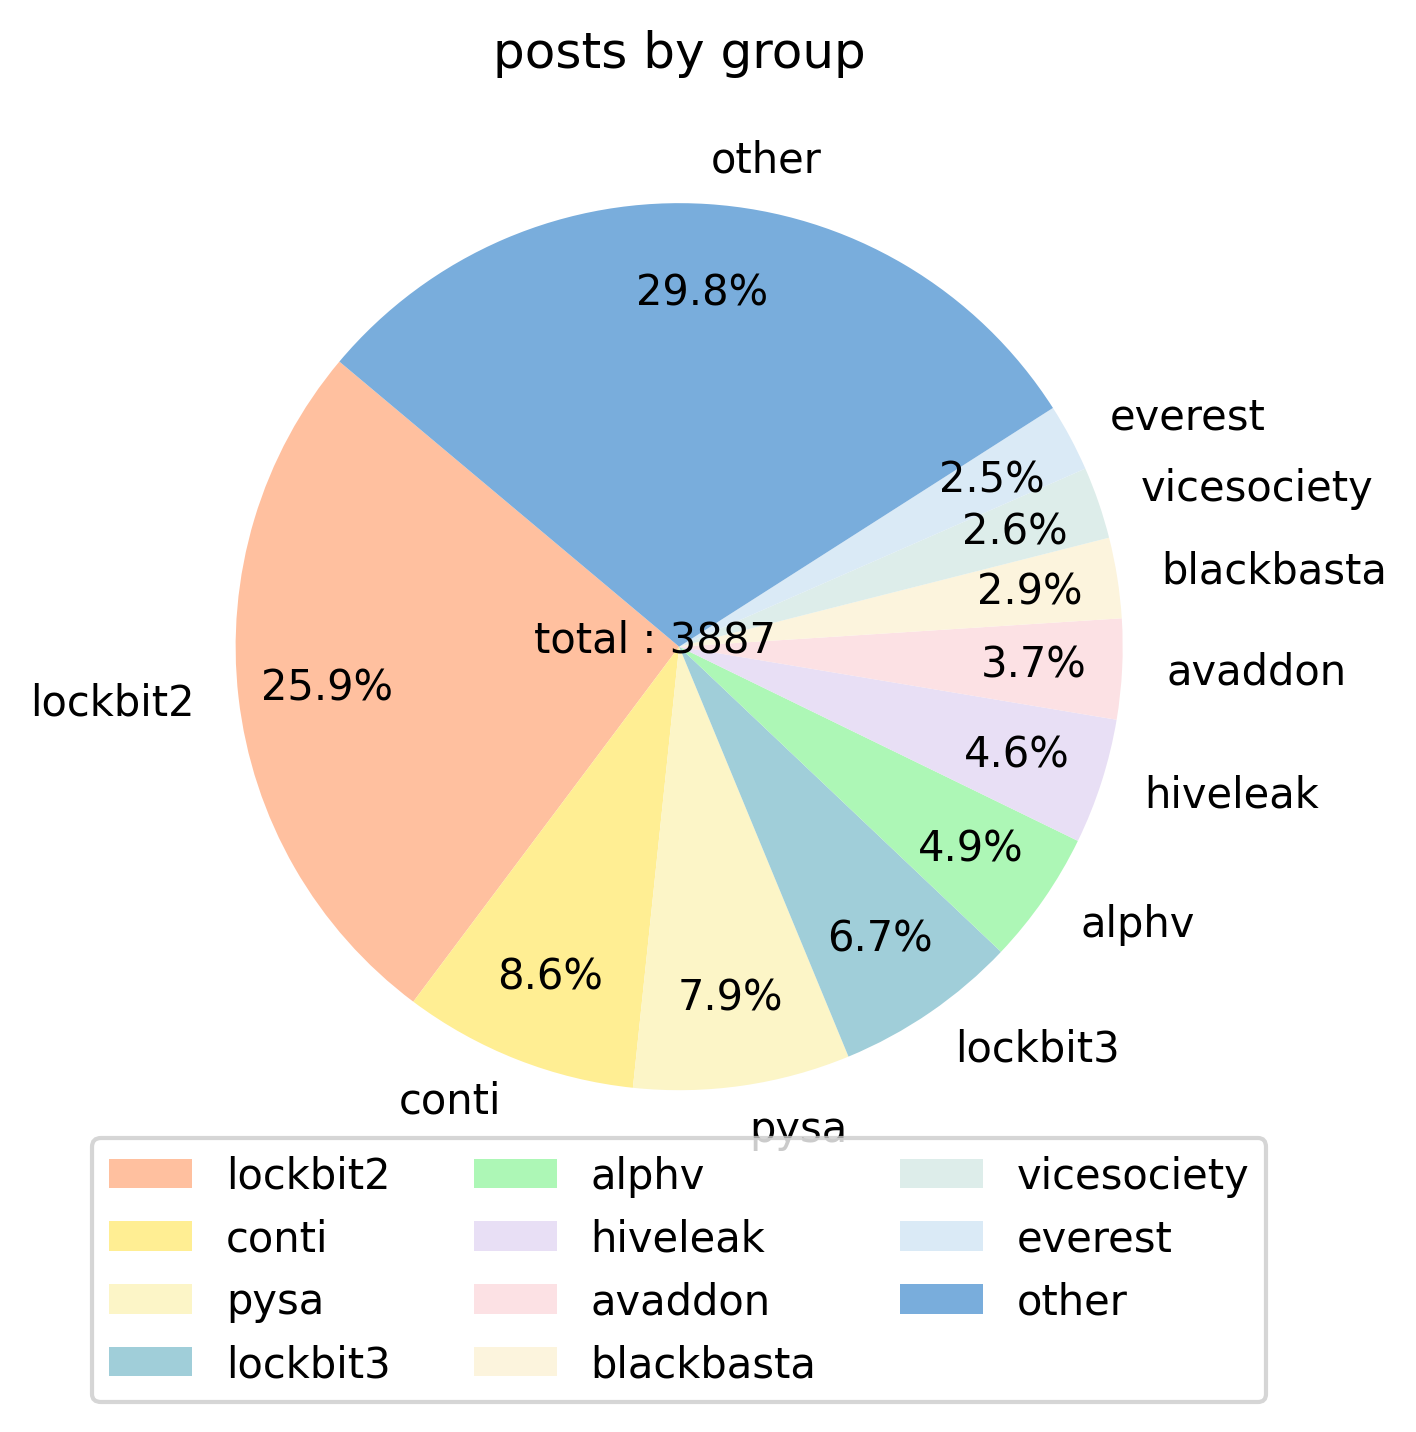 posts by group
other
29.8%
everest
2.5%
vicesociety
2.6%
blackbasta
2.9%
total : 3887
avaddon
3.7%
lockbit2
25.9%
hiveleak
4.6%
alphv
4.9%
lockbit3
6.7%
conti
8.6%
pysa
7.9%
lockbit2
conti
pysa
lockbit3
alphv
hiveleak
avaddon
blackbasta
vicesociety
everest
other